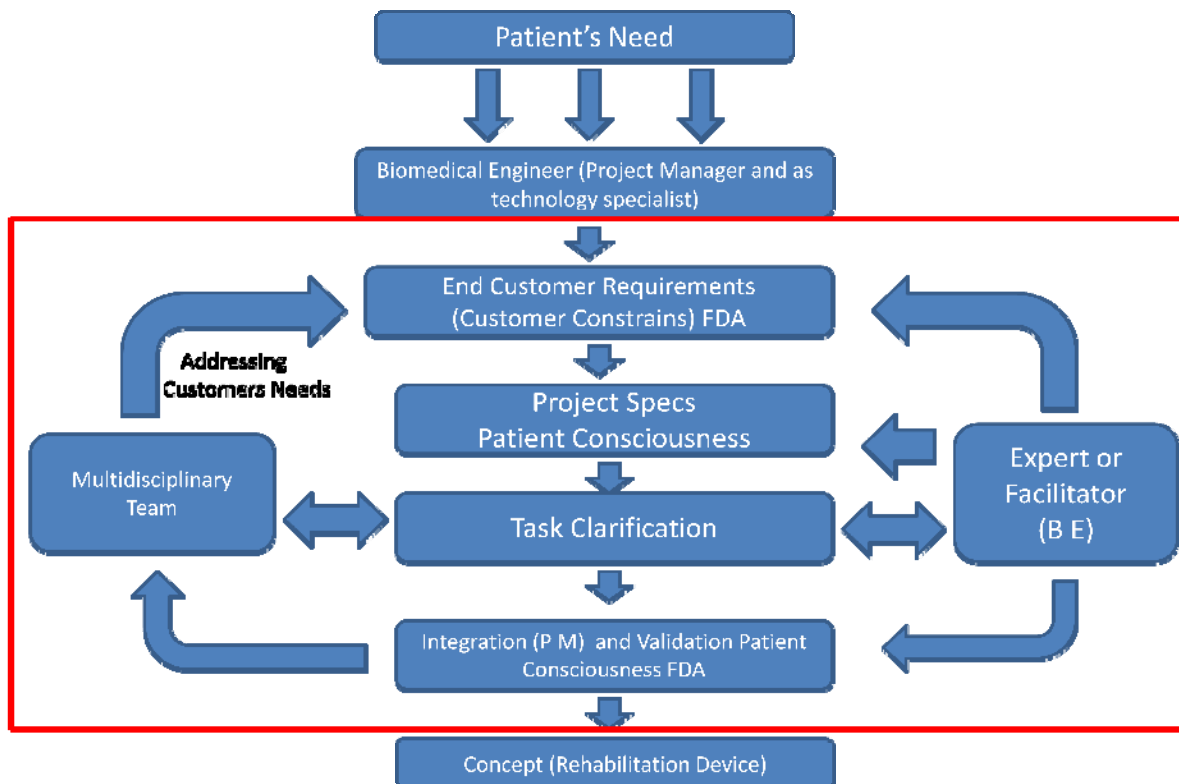 Patient's Need
Biomedical Engineer (Project Manager and as
technology specialist)
End Customer Requirements
(Customer Constrains) FDA
Addressing
Customers Needs
Project Specs
Patient Consciousness
Multidisciplinary
Team
Task Clarification
Expert or
Facilitator
(B E)
Integration (P M) and Validation Patient
Consciousness FDA
Concept (Rehabilitation Device)